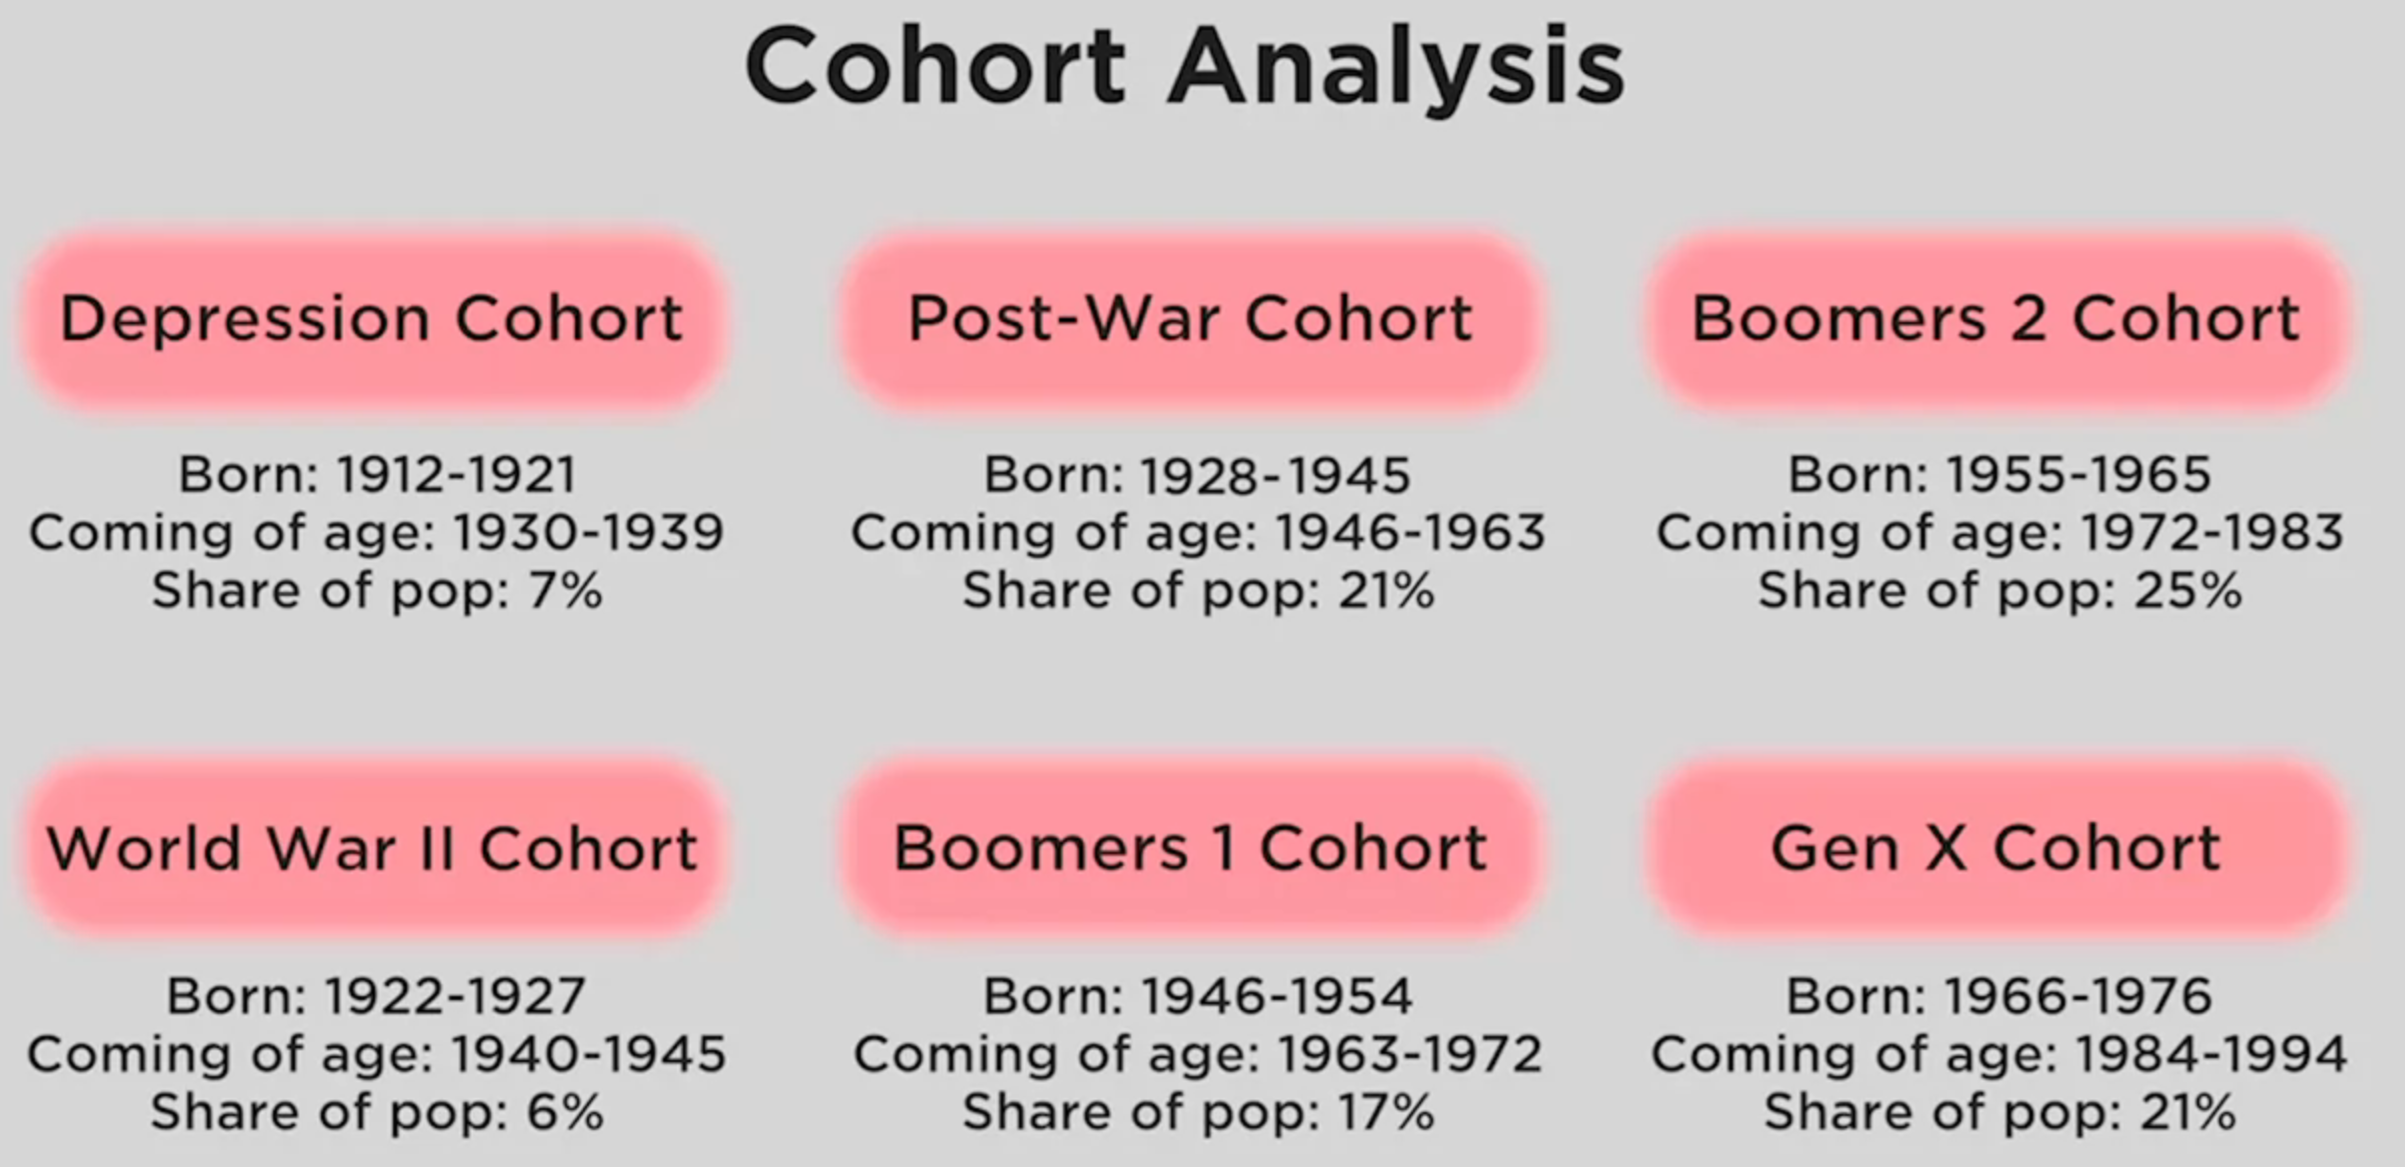 Cohort Analysis
Depression Cohort
Born: 1912-1921
Coming of age: 1930-1939
Share of pop: 7%
Post-War Cohort
Born: 1928-1945
Coming of age: 1946-1963
Share of pop: 21%
Boomers 2 Cohort
Born: 1955-1965
Coming of age: 1972-1983
Share of pop: 25%
World War II Cohort
Born: 1922-1927
Coming of age: 1940-1945
Share of pop: 6%
Boomers 1 Cohort
Born: 1946-1954
Coming of age: 1963-1972
Share of pop: 17%
Gen X Cohort
Born: 1966-1976
Coming of age: 1984-1994
Share of pop: 21%